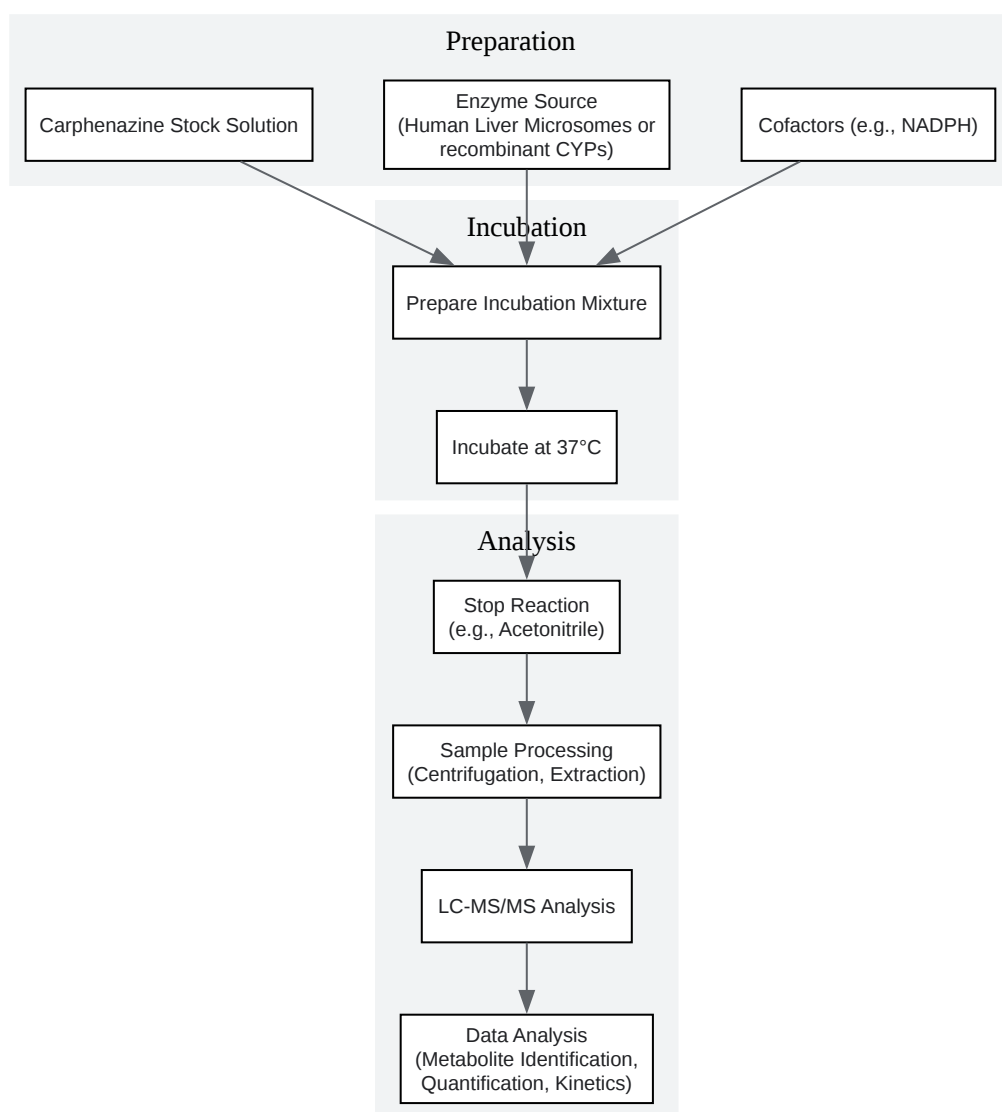 Preparation
Carphenazine Stock Solution
Enzyme Source
(Human Liver Microsomes or
recombinant CYPs)
Cofactors (e.g., NADPH)
Incubation
Prepare Incubation Mixture
Incubate at 37°C
Analysis
Stop Reaction
(e.g., Acetonitrile)
Sample Processing
(Centrifugation, Extraction)
LC-MS/MS Analysis
Data Analysis
(Metabolite Identification,
Quantification, Kinetics)